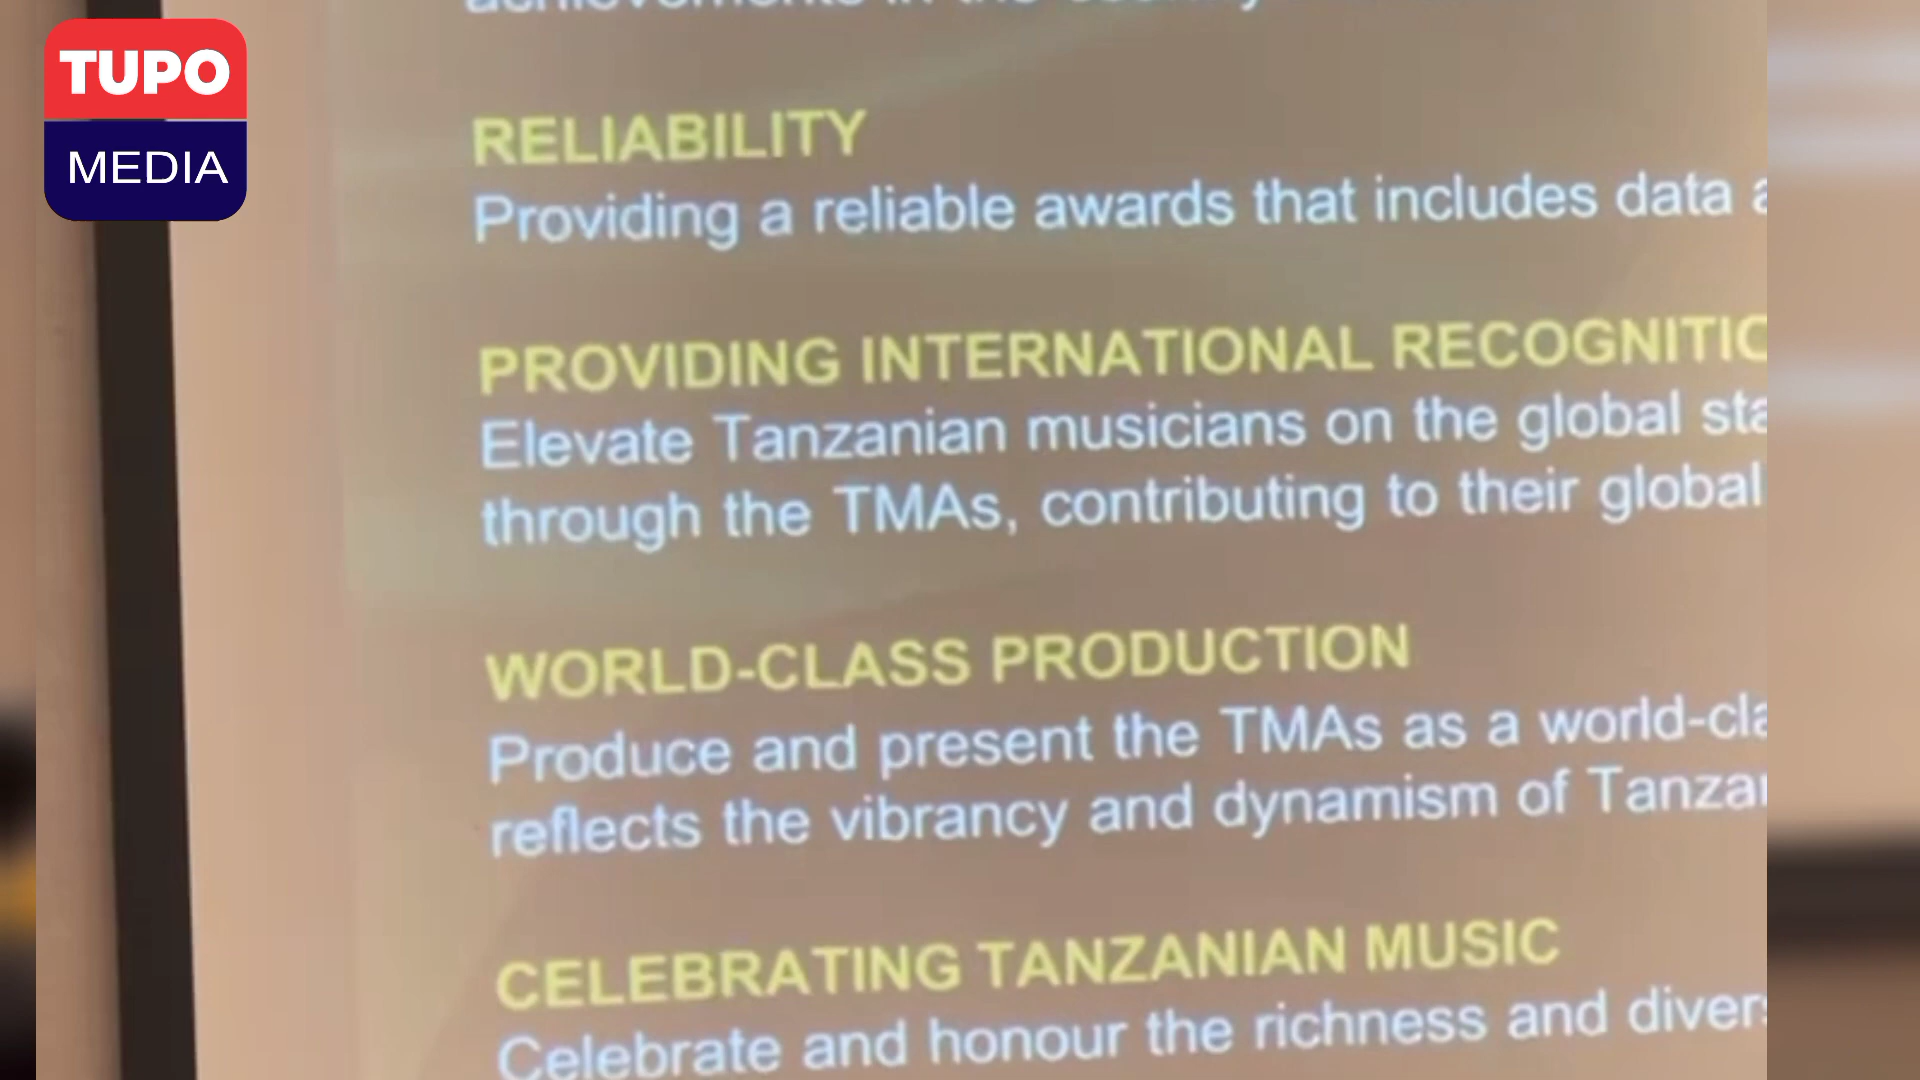 TUPO
MEDIA
in the
RELIABILITY
Providing a reliable awards that includes data
PROVIDING INTERNATIONAL
Elevate Tanzanian musicians on the global
through the TMAs, contributing to their global
WORLD-CLASS PRODUCTION
Produce and present the TMAs as a
reflects the vibrancy and dynamism of
CELEBRATING TANZANIAN MUSIC
Celebrate and honour the richness and